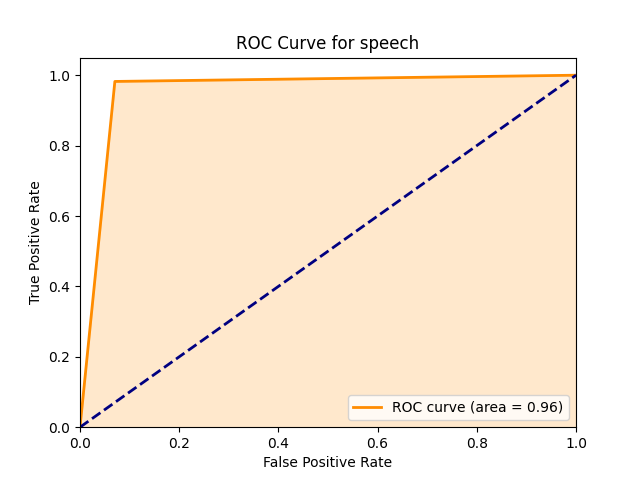 ROC Curve for speech
True Positive Rate
1.0
0.8
0.6
0.4
0.2
0.0
ROC curve (area = 0.96)
0.0 0.2 0.4 0.6 0.8 1.0
False Positive Rate